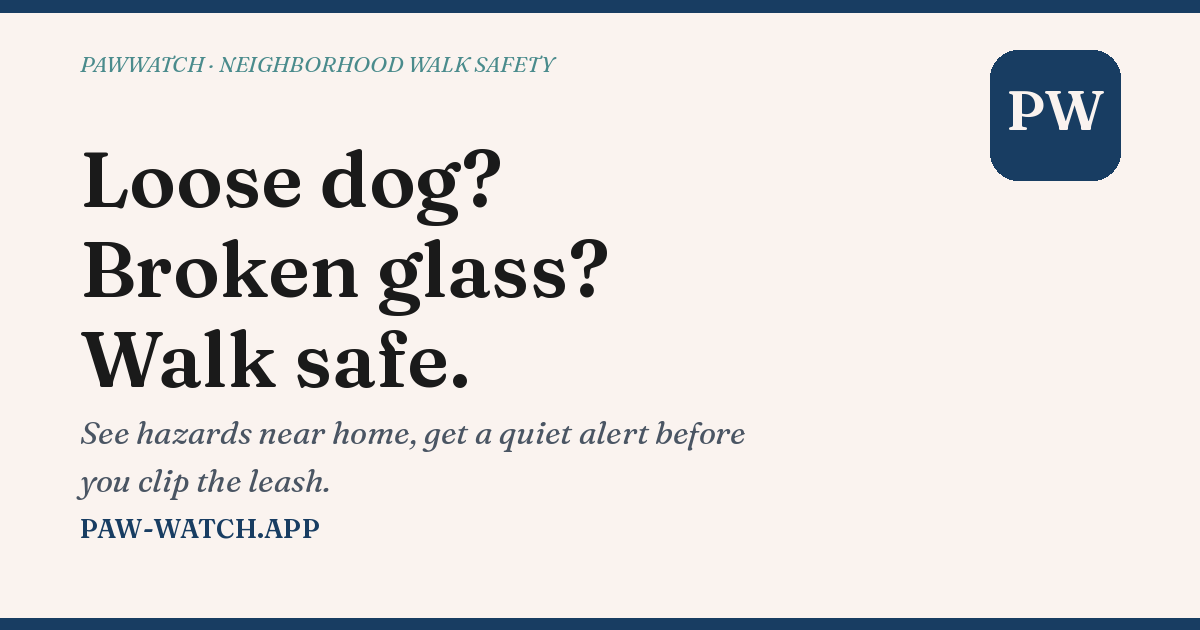 PAWWATCH · NEIGHBORHOOD WALK SAFETY
PW
Loose dog?
Broken glass?
Walk safe.
See hazards near home, get a quiet alert before
you clip the leash.
PAW-WATCH.APP